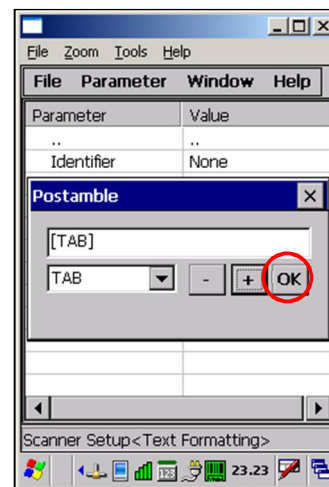 File Zoom Tools Help
File Parameter Window Help
Parameter Value
.. ..
Identifier None
Postamble
[TAB]
TAB - + OK
Scanner Setup<Text Formatting>
123 23.23